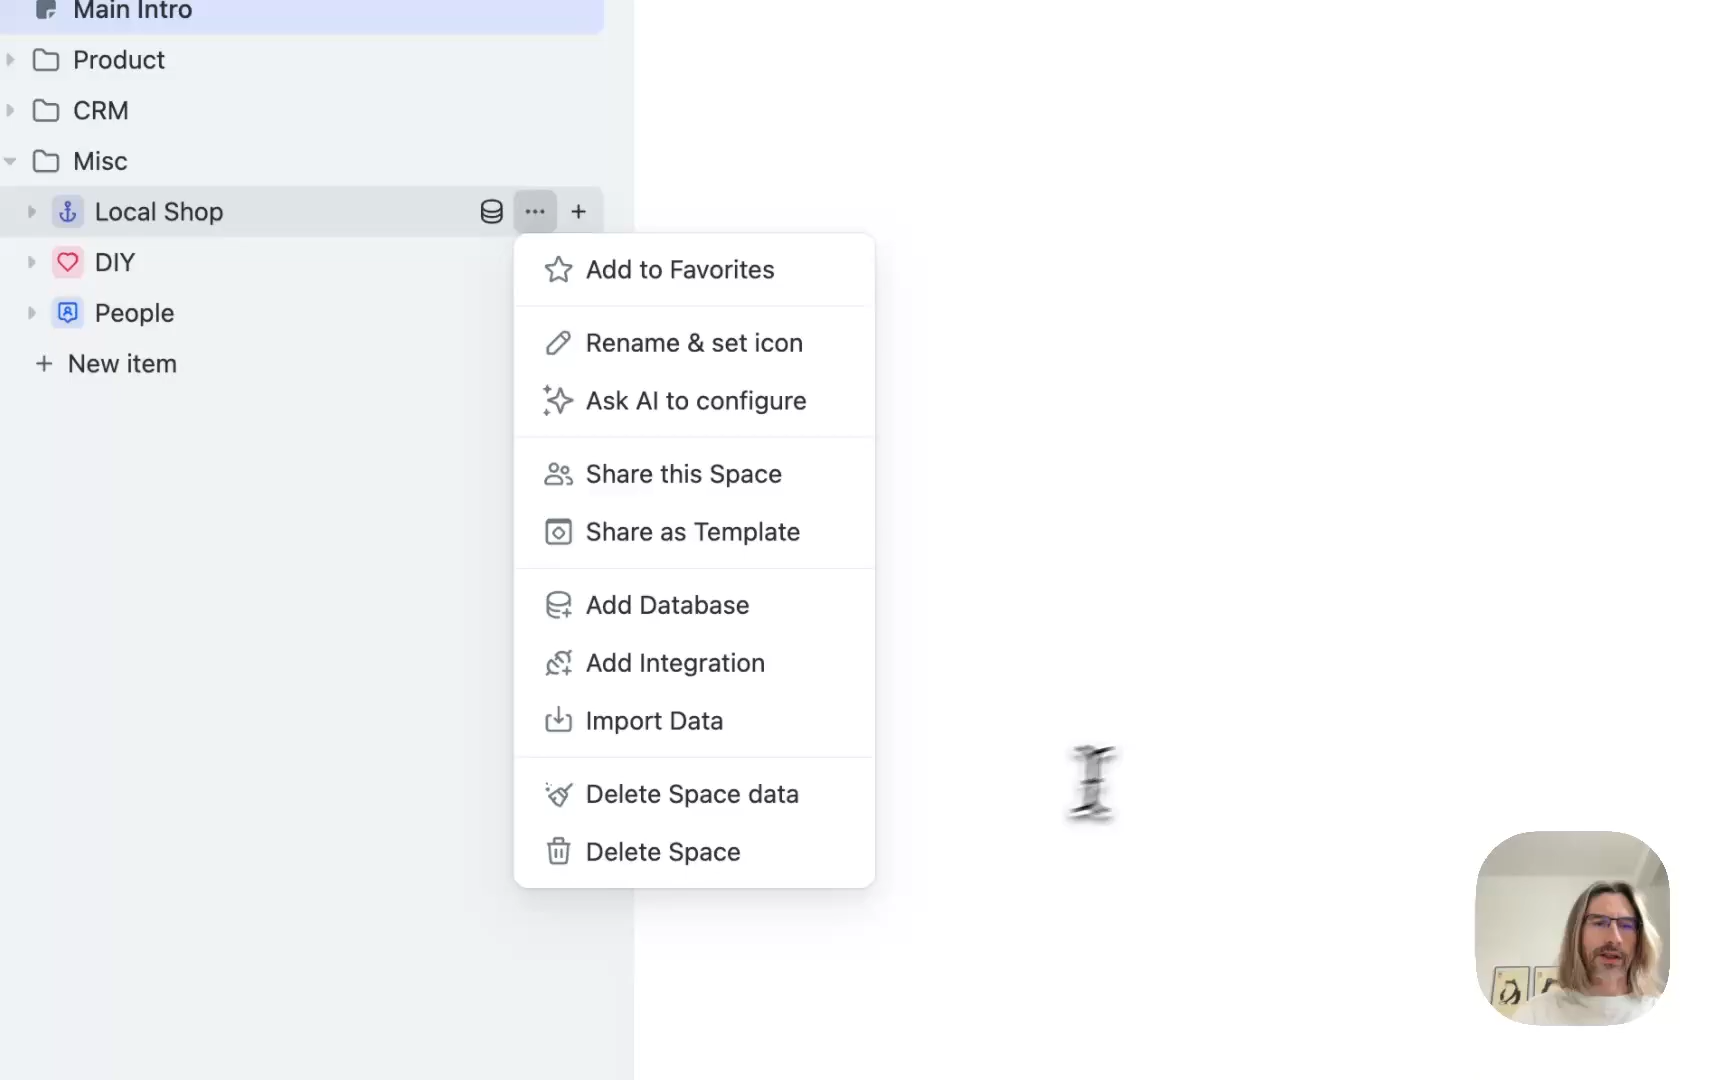 Main Intro
Product
CRM
Misc
Local Shop
DIY
People
New item
Add to Favorites
Rename & set icon
Ask AI to configure
Share this Space
Share as Template
Add Database
Add Integration
Import Data
Delete Space data
Delete Space